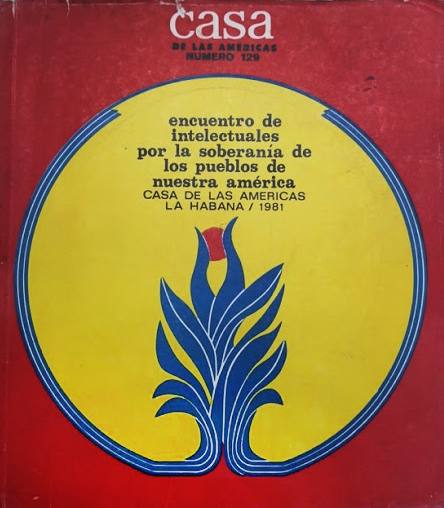 casa
DE LAS AMERICAS
NUMERO 129
encuentro de
intelectuales
por la soberanía de
los pueblos de
nuestra américa
CASA DE LAS AMERICAS
LA HABANA / 1981